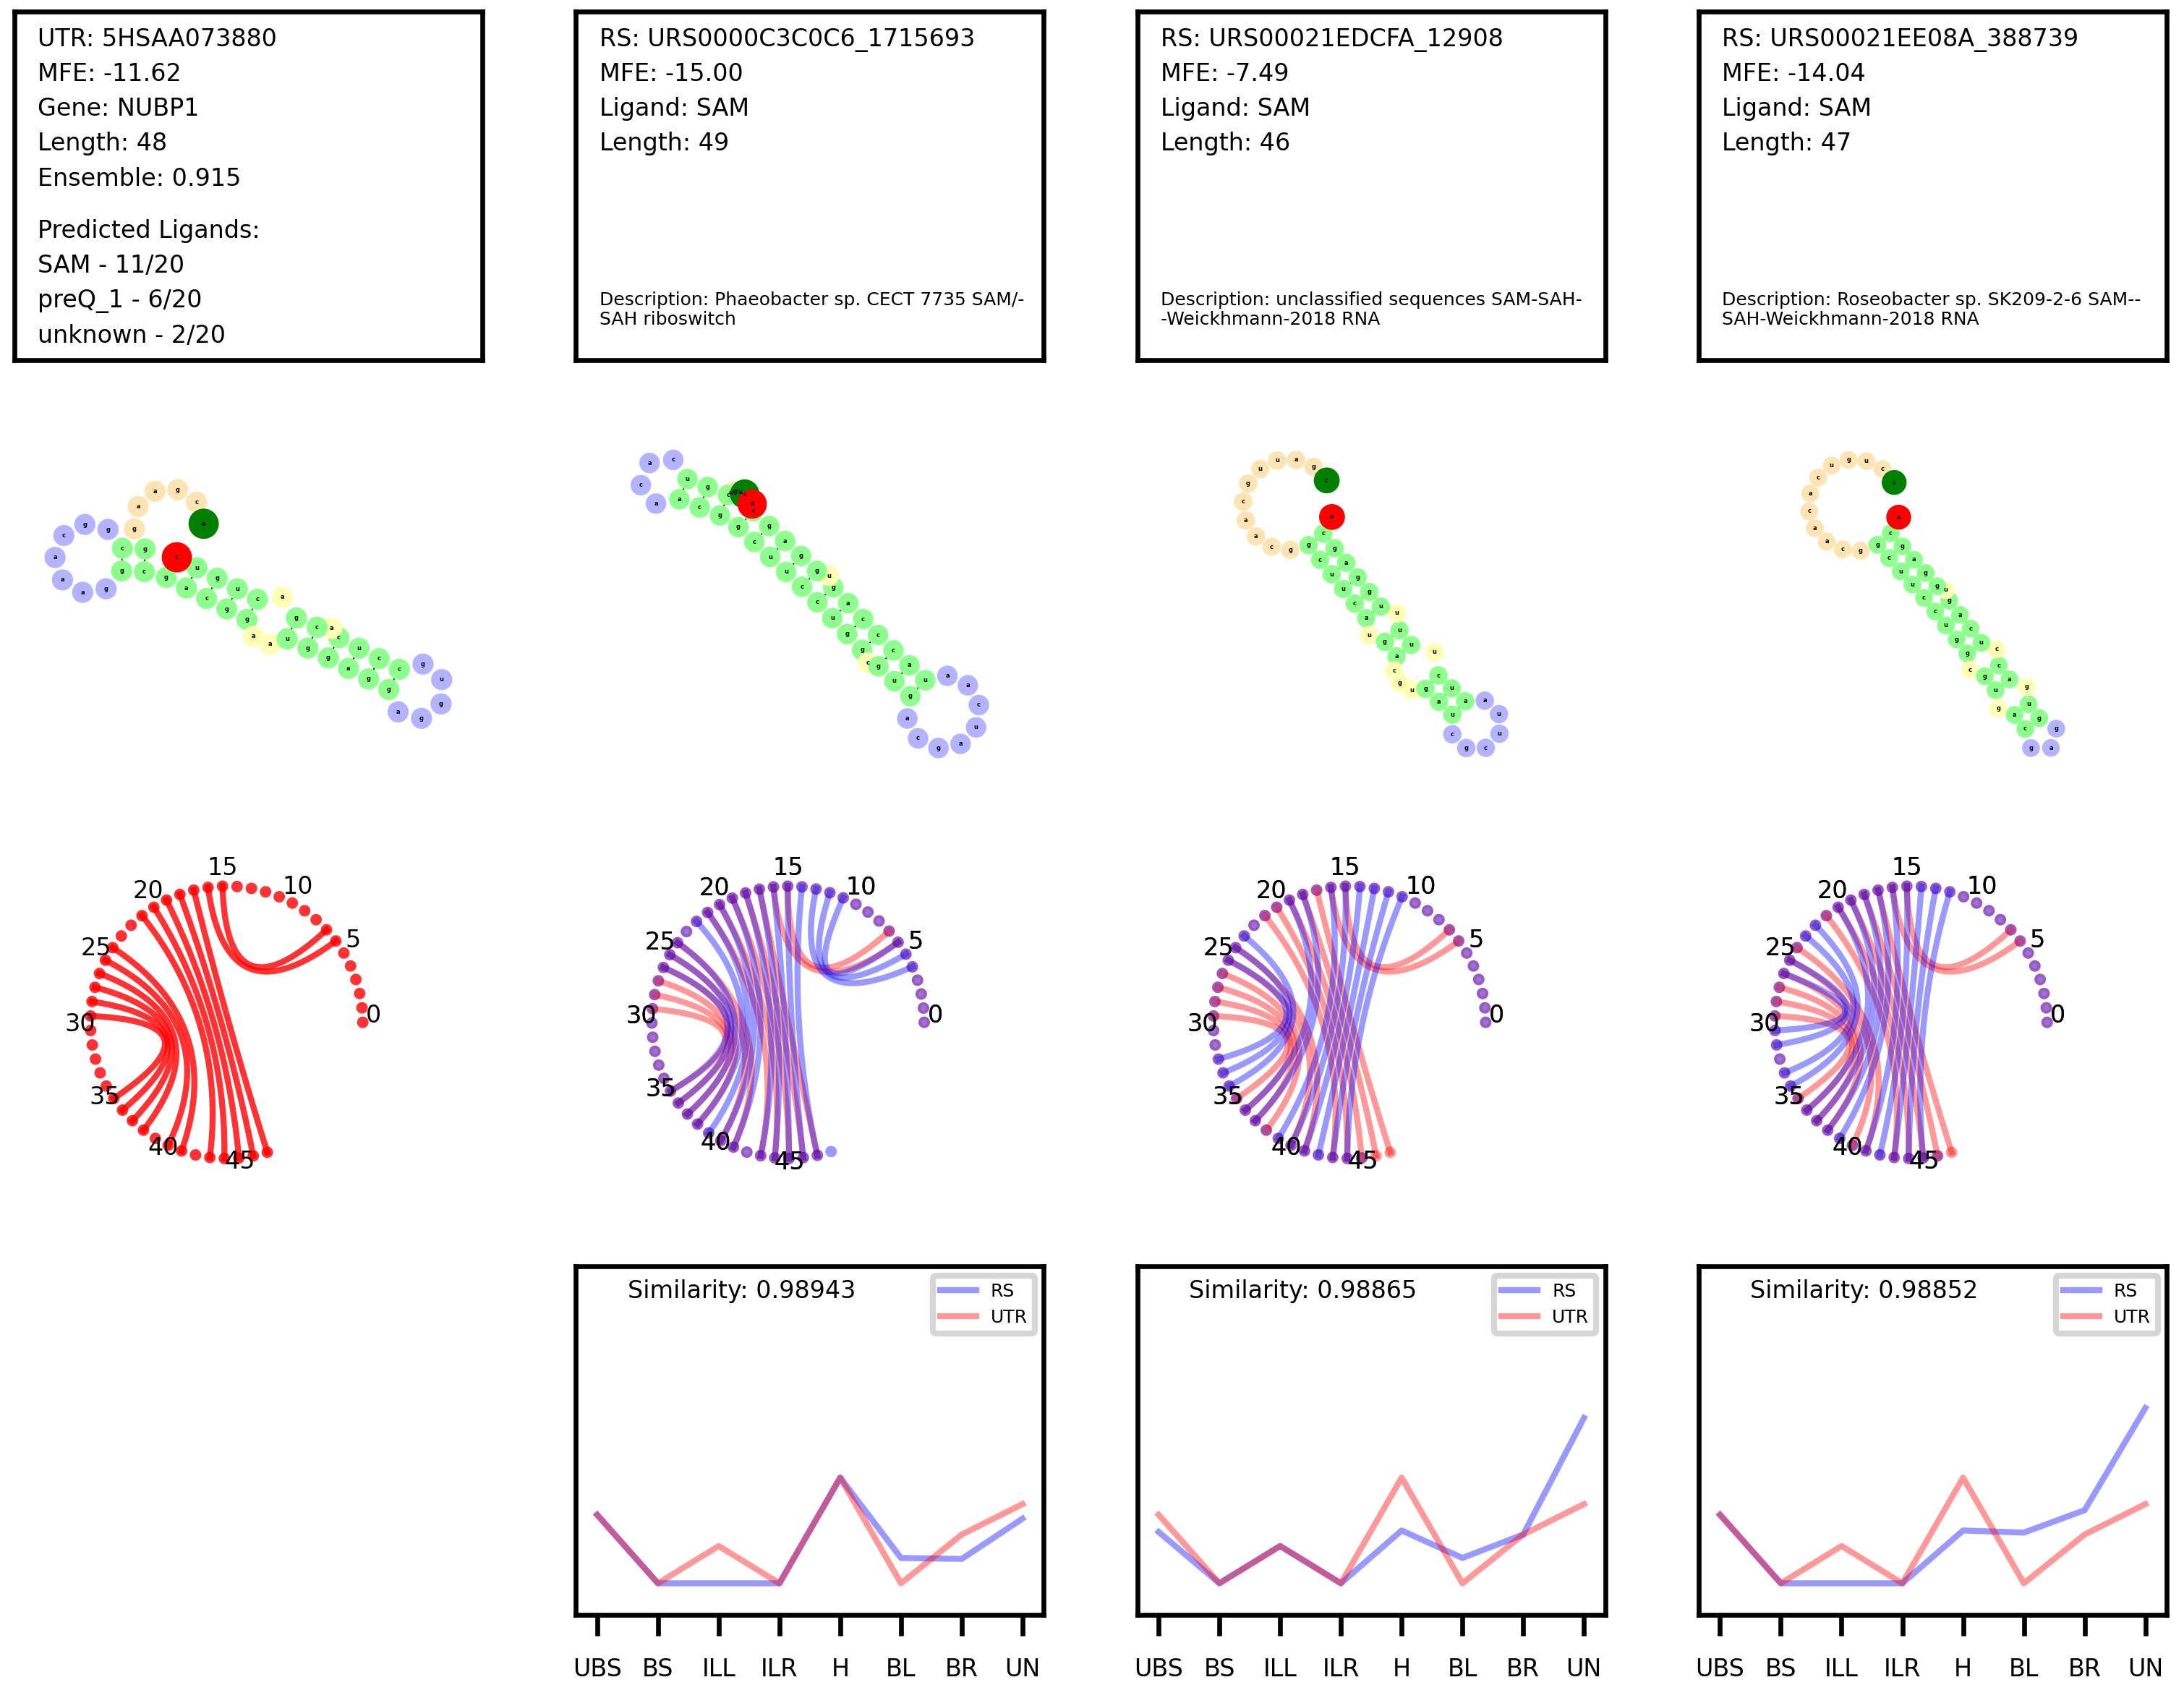 UTR: 5HSAA073880
MFE: -11.62
Gene: NUBP1
Length: 48
Ensemble: 0.915
Predicted Ligands:
SAM - 11/20
preQ_1 - 6/20
unknown - 2/20
RS: URS0000C3C0C6_1715693
MFE: -15.00
Ligand: SAM
Length: 49
Description: Phaeobacter sp. CECT 7735 SAM/-
SAH riboswitch
RS: URS00021EDCFA_12908
MFE: -7.49
Ligand: SAM
Length: 46
Description: unclassified sequences SAM-SAH-
-Weickhmann-2018 RNA
RS: URS00021EE08A_388739
MFE: -14.04
Ligand: SAM
Length: 47
Description: Roseobacter sp. SK209-2-6 SAM--
SAH-Weickhmann-2018 RNA
0 5 10 15 20 25 30 35 40 45
0 5 10 15 20 25 30 35 40 45
0 5 10 15 20 25 30 35 40 45
0 5 10 15 20 25 30 35 40 45
Similarity: 0.98943
RS
UTR
UBS BS ILL ILR H BL BR UN
Similarity: 0.98865
RS
UTR
UBS BS ILL ILR H BL BR UN
Similarity: 0.98852
RS
UTR
UBS BS ILL ILR H BL BR UN